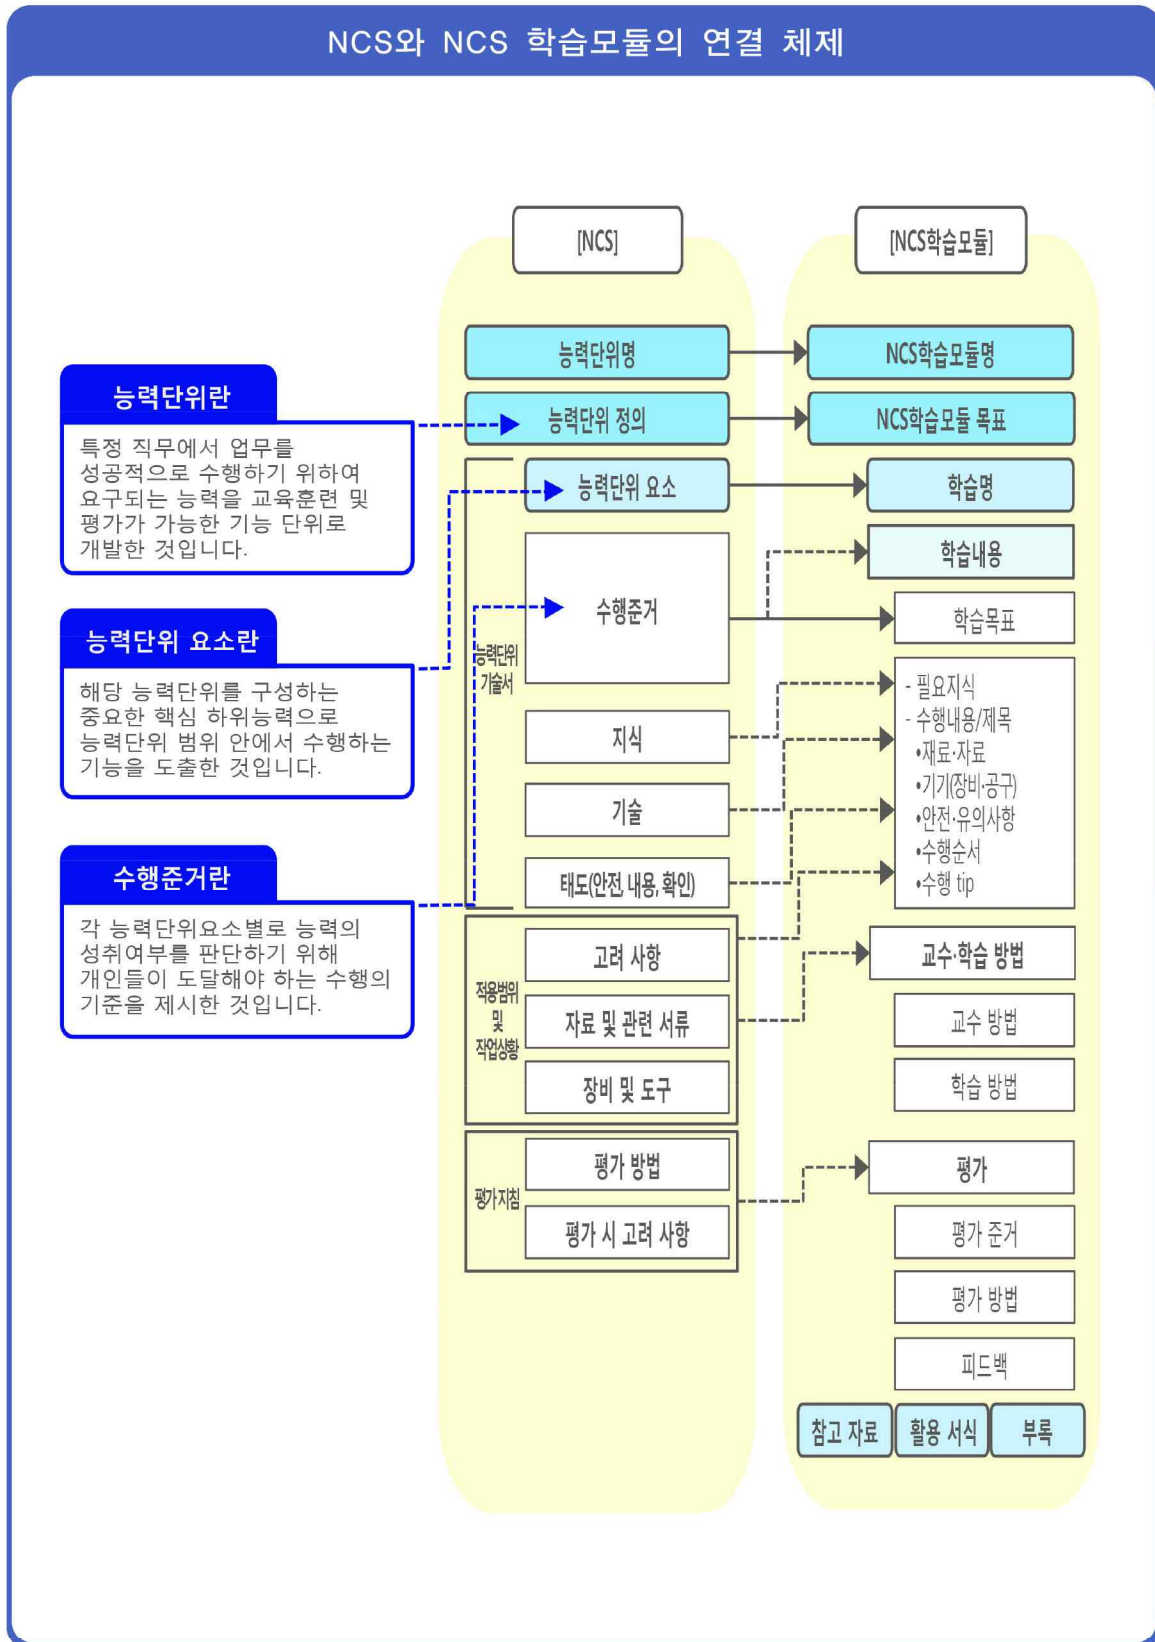 NCS와 NCS 학습모듈의 연결 체제
[NCS]
[NCS학습모듈]
능력단위명
NCS학습모듈명
능력단위 정의
NCS학습모듈 목표
능력단위란
특정 직무에서 업무를
성공적으로 수행하기 위하여
요구되는 능력을 교육훈련 및
평가가 가능한 기능 단위로
개발한 것입니다.
능력단위 요소란
해당 능력단위를 구성하는
중요한 핵심 하위능력으로
능력단위 범위 안에서 수행하는
기능을 도출한 것입니다.
수행준거란
각 능력단위요소별로 능력의
성취여부를 판단하기 위해
개인들이 도달해야 하는 수행의
기준을 제시한 것입니다.
능력단위
기술서
능력단위 요소
수행준거
지식
기술
태도(안전, 내용, 확인)
적용범위
및
작업상황
고려 사항
자료 및 관련 서류
장비 및 도구
평가 지침
평가 방법
평가 시 고려 사항
학습명
학습내용
학습목표
- 필요지식
- 수행내용/제목
•재료·자료
•기기(장비·공구)
•안전·유의사항
•수행순서
•수행 tip
교수·학습 방법
교수 방법
학습 방법
평가
평가 준거
평가 방법
피드백
참고 자료
활용 서식
부록